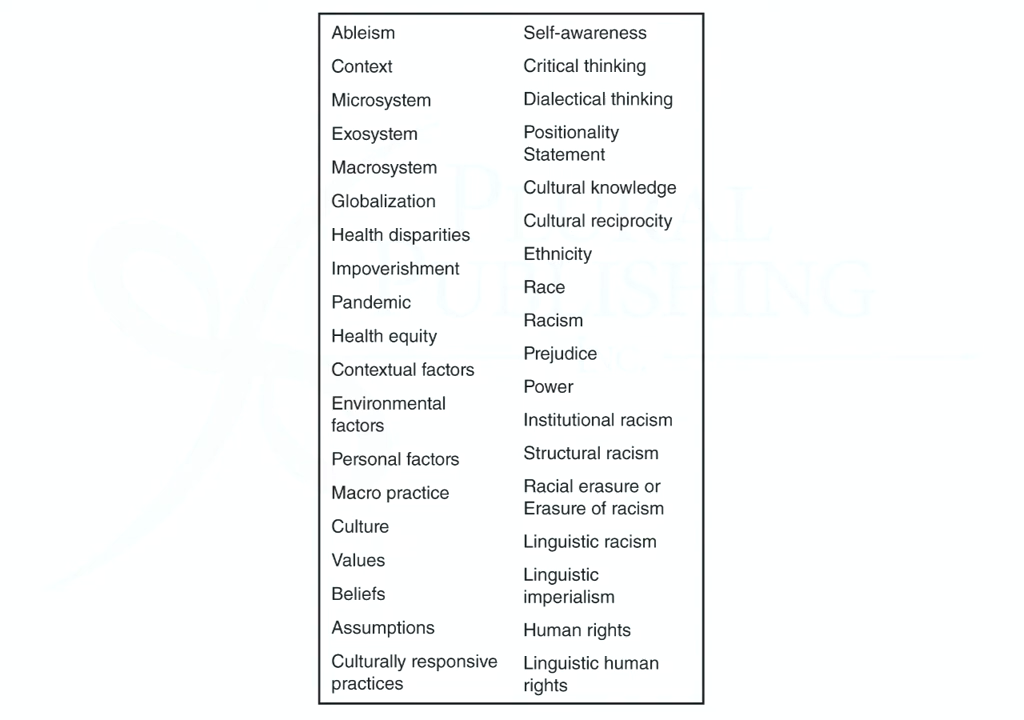 Ableism
Context
Microsystem
Exosystem
Macrosystem
Globalization
Health disparities
Impoverishment
Pandemic
Health equity
Contextual factors
Environmental
factors
Personal factors
Macro practice
Culture
Values
Beliefs
Assumptions
Culturally responsive
practices
Self-awareness
Critical thinking
Dialectical thinking
Positionality
Statement
Cultural knowledge
Cultural reciprocity
Ethnicity
Race
Racism
Prejudice
Power
Institutional racism
Structural racism
Racial erasure or
Erasure of racism
Linguistic racism
Linguistic
imperialism
Human rights
Linguistic human
rights
PLURAL
PUBLISHING